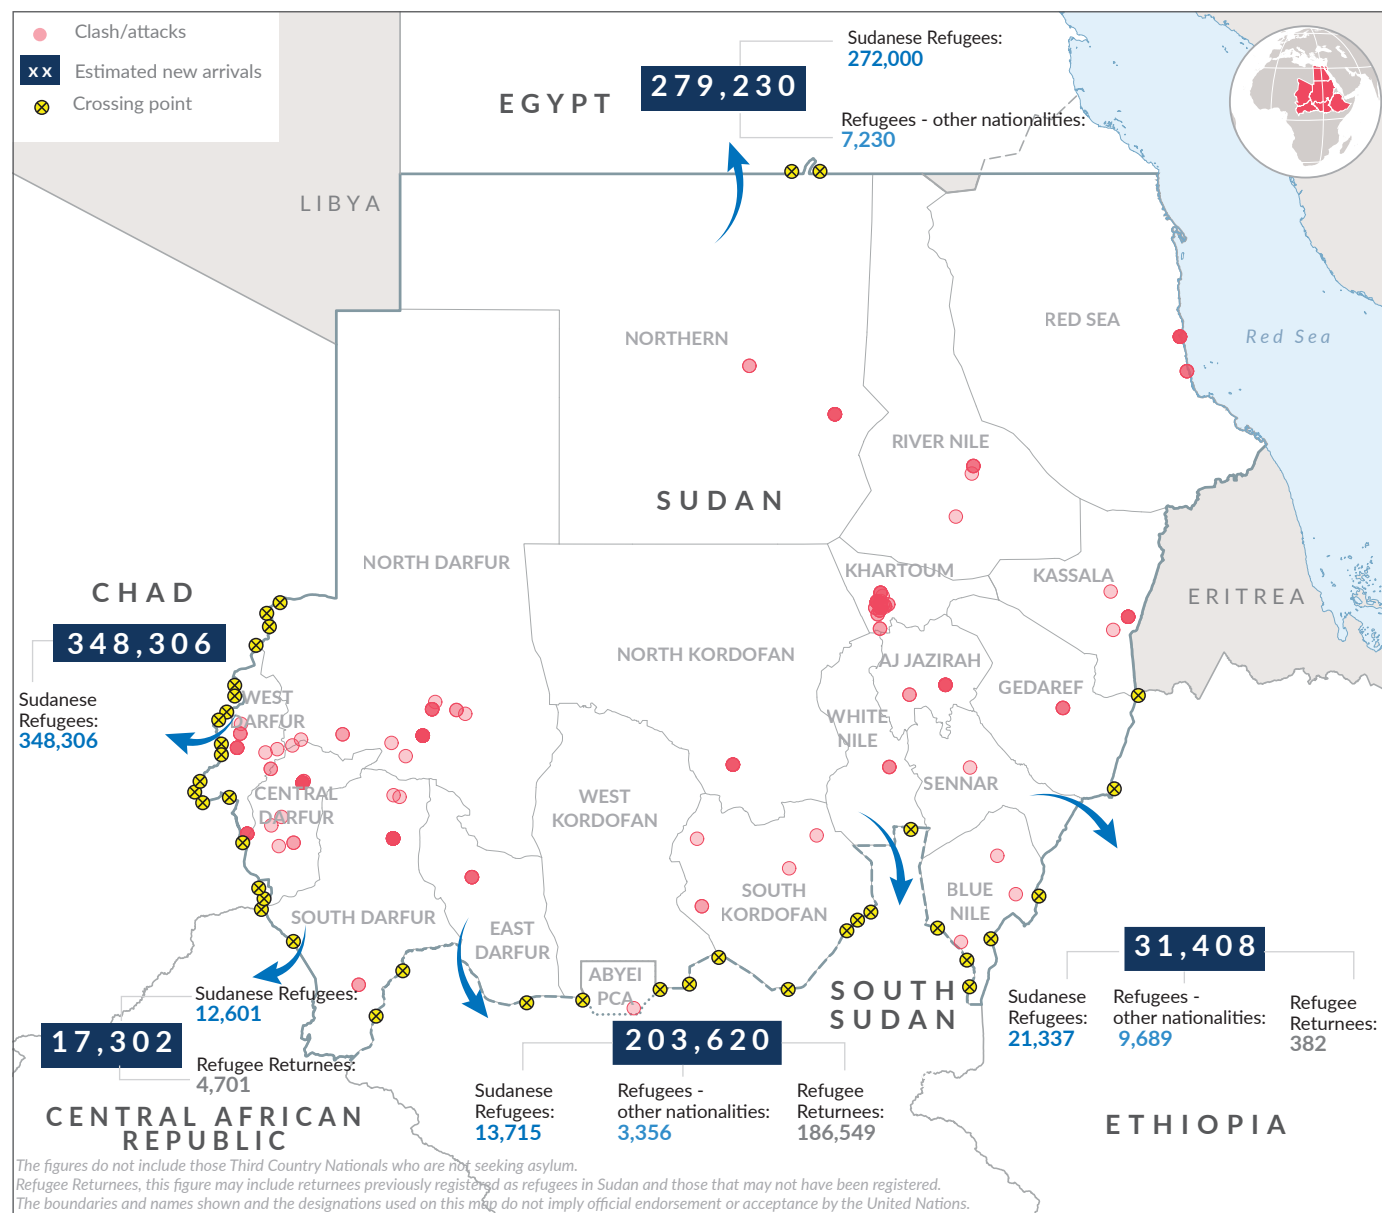 Clash/attacks
xx Estimated new arrivals
Crossing point
Sudanese Refugees:
272,000
279,230
EGYPT
Refugees - other nationalities:
7,230
LIBYA
NORTHERN
RED SEA
Red Sea
RIVER NILE
SUDAN
NORTH DARFUR
KHARTOUM
KASSALA
CHAD
ERITREA
348,306
Sudanese
Refugees:
348,306
NORTH KORDOFAN
AJ JAZIRAH
GEDAREF
WEST
DARFUR
WHITE
NILE
SENNAR
CENTRAL
DARFUR
WEST
KORDOFAN
SOUTH
KORDOFAN
BLUE
NILE
SOUTH DARFUR
EAST
DARFUR
ABYEI
PCA
SOUTH
SUDAN
31,408
Sudanese
Refugees:
21,337
Refugees -
other nationalities:
9,689
Refugee
Returnees:
382
Sudanese Refugees:
12,601
17,302
Refugee Returnees:
4,701
CENTRAL AFRICAN
REPUBLIC
203,620
Sudanese
Refugees:
13,715
Refugees -
other nationalities:
3,356
Refugee
Returnees:
186,549
ETHIOPIA
The figures do not include those Third Country Nationals who are not seeking asylum.
Refugee Returnees, this figure may include returnees previously registered as refugees in Sudan and those that may not have been registered.
The boundaries and names shown and the designations used on this map do not imply official endorsement or acceptance by the United Nations.